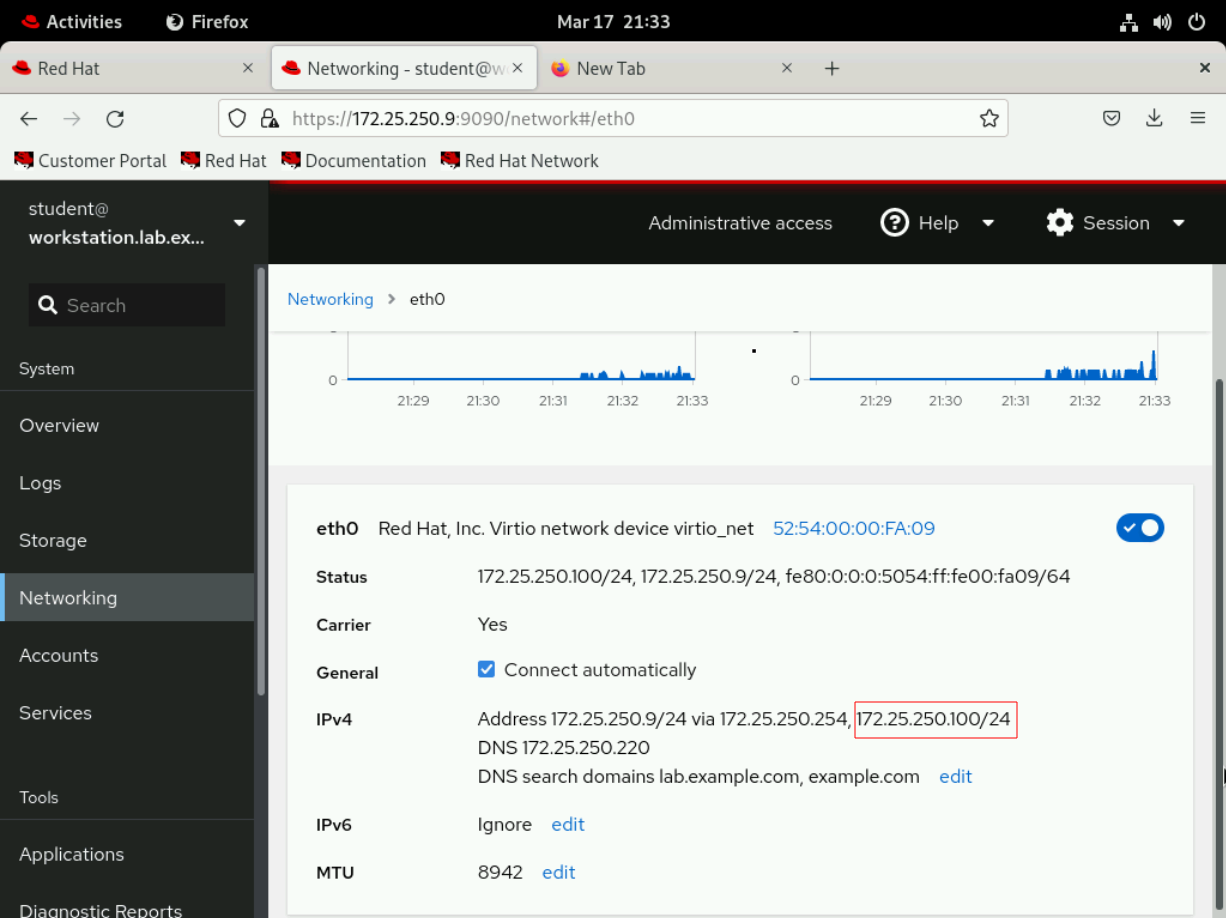 Activities Firefox Mar 17 21:33
Red Hat Networking - student@w New Tab
https://172.25.250.9:9090/network#/eth0
Customer Portal Red Hat Documentation Red Hat Network
student@
workstation.lab.ex...
Administrative access Help Session
Search
Networking > eth0
System
0 0
21:29 21:30 21:31 21:32 21:33 21:29 21:30 21:31 21:32 21:33
Overview
Logs
Storage
Networking
Accounts
Services
Tools
Applications
Diagnostic Reports
eth0 Red Hat, Inc. Virtio network device virtio_net 52:54:00:00:FA:09
Status 172.25.250.100/24, 172.25.250.9/24, fe80:0:0:0:5054:ff:fe00:fa09/64
Carrier Yes
General Connect automatically
IPv4 Address 172.25.250.9/24 via 172.25.250.254, 172.25.250.100/24
DNS 172.25.250.220
DNS search domains lab.example.com, example.com edit
IPv6 Ignore edit
MTU 8942 edit